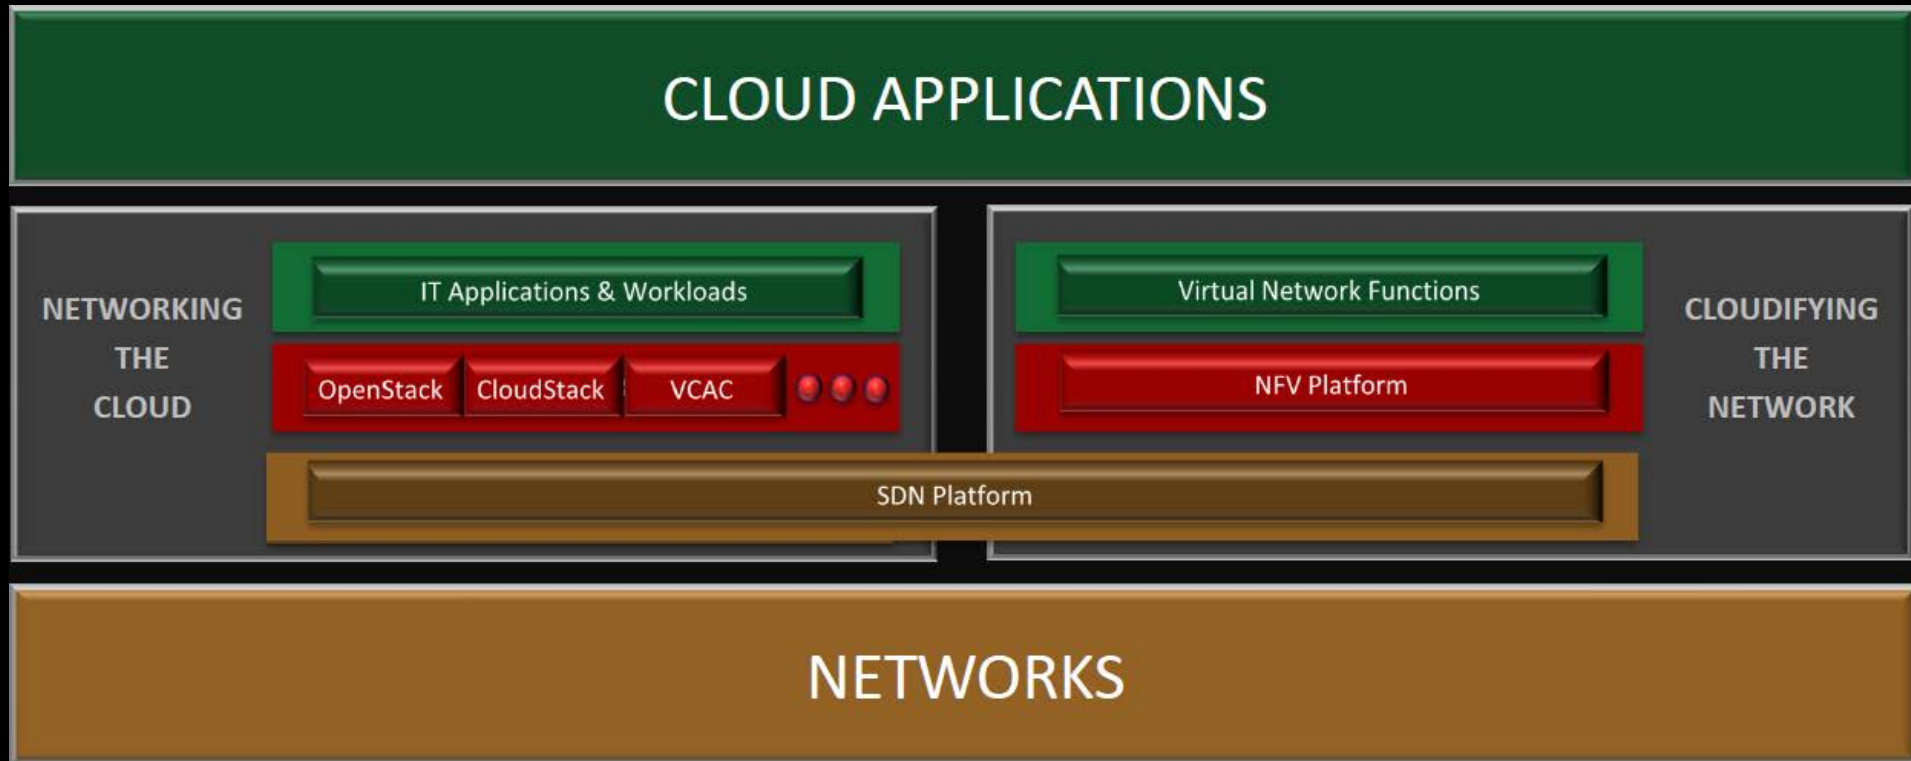 CLOUD APPLICATIONS
NETWORKING
THE
CLOUD
IT Applications & Workloads
OpenStack
CloudStack
VCAC
Virtual Network Functions
NFV Platform
CLOUDIFYING
THE
NETWORK
SDN Platform
NETWORKS